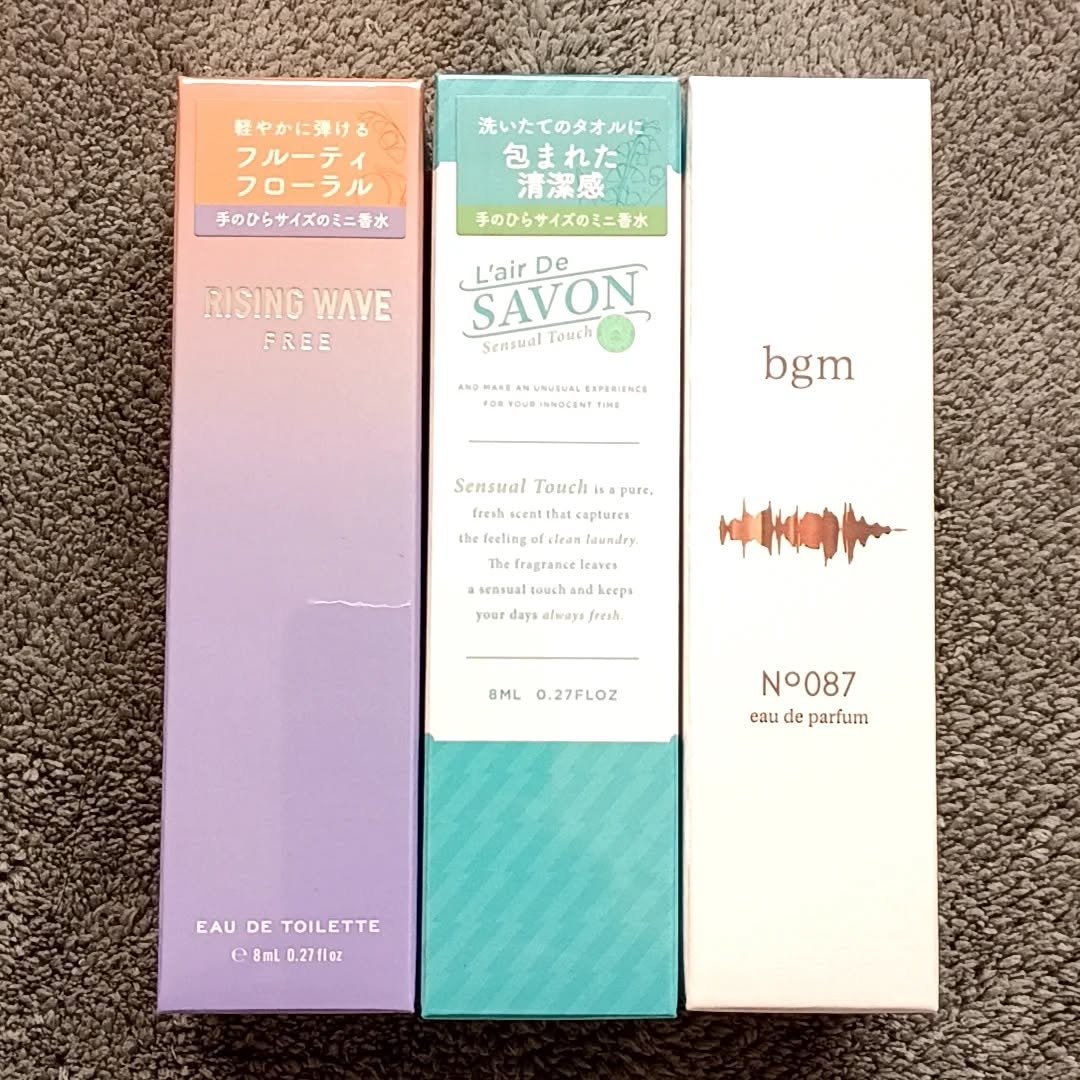 軽やかに弾ける
フルーティ
フローラル
手のひらサイズのミニ香水
RISING WAVE
FREE
EAU DE TOILETTE
℮ 8mL 0.27fl oz
洗いたてのタオルに
包まれた
清潔感
手のひらサイズのミニ香水
L'air De
SAVON
Sensual Touch
AND MAKE AN UNUSUAL EXPERIENCE
FOR YOUR INNOCENT TIME
Sensual Touch is a pure,
fresh scent that captures
the feeling of clean laundry.
The fragrance leaves
a sensual touch and keeps
your days always fresh.
8ML 0.27FLOZ
bgm
Nº087
eau de parfum